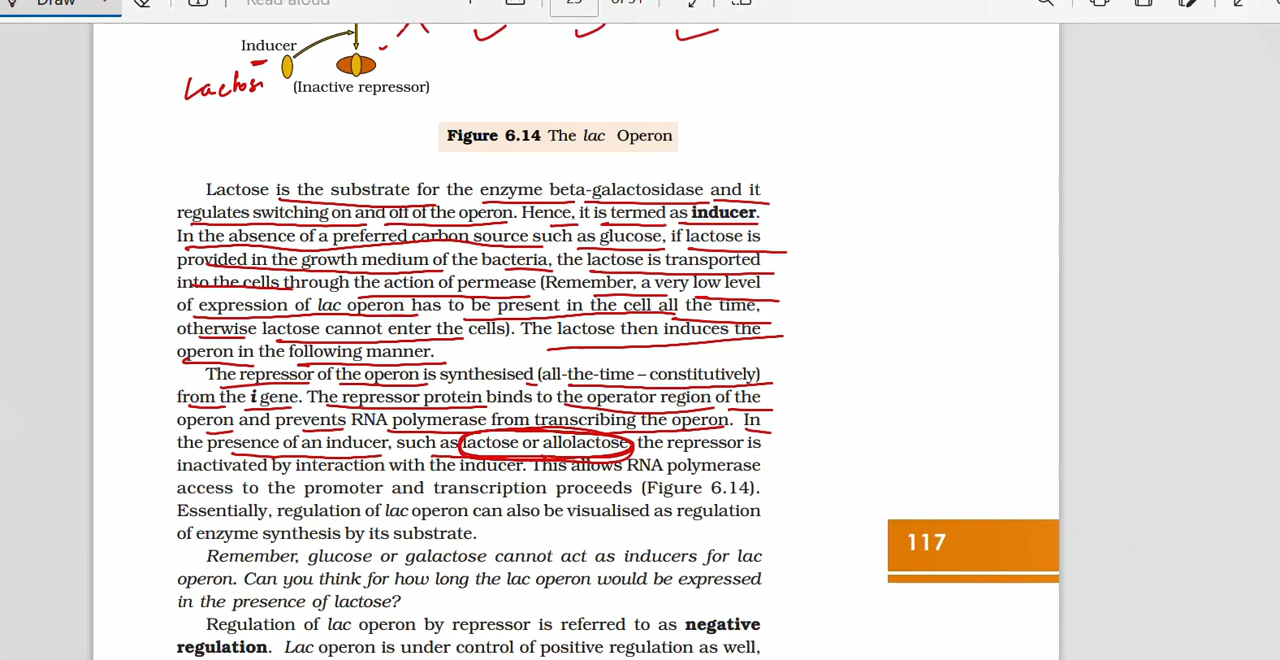 Draw
Read aloud
Inducer
Lactos
(Inactive repressor)
Figure 6.14 The lac Operon
Lactose is the substrate for the enzyme beta-galactosidase and it
regulates switching on and off of the operon. Hence, it is termed as inducer.
In the absence of a preferred carbon source such as glucose, if lactose is
provided in the growth medium of the bacteria, the lactose is transported
into the cells through the action of permease (Remember, a very low level
of expression of lac operon has to be present in the cell all the time,
otherwise lactose cannot enter the cells). The lactose then induces the
operon in the following manner.
The repressor of the operon is synthesised (all-the-time – constitutively)
from the i gene. The repressor protein binds to the operator region of the
operon and prevents RNA polymerase from transcribing the operon. In
the presence of an inducer, such as lactose or allolactose, the repressor is
inactivated by interaction with the inducer. This allows RNA polymerase
access to the promoter and transcription proceeds (Figure 6.14).
Essentially, regulation of lac operon can also be visualised as regulation
of enzyme synthesis by its substrate.
Remember, glucose or galactose cannot act as inducers for lac
operon. Can you think for how long the lac operon would be expressed
in the presence of lactose?
Regulation of lac operon by repressor is referred to as negative
regulation. Lac operon is under control of positive regulation as well,
117